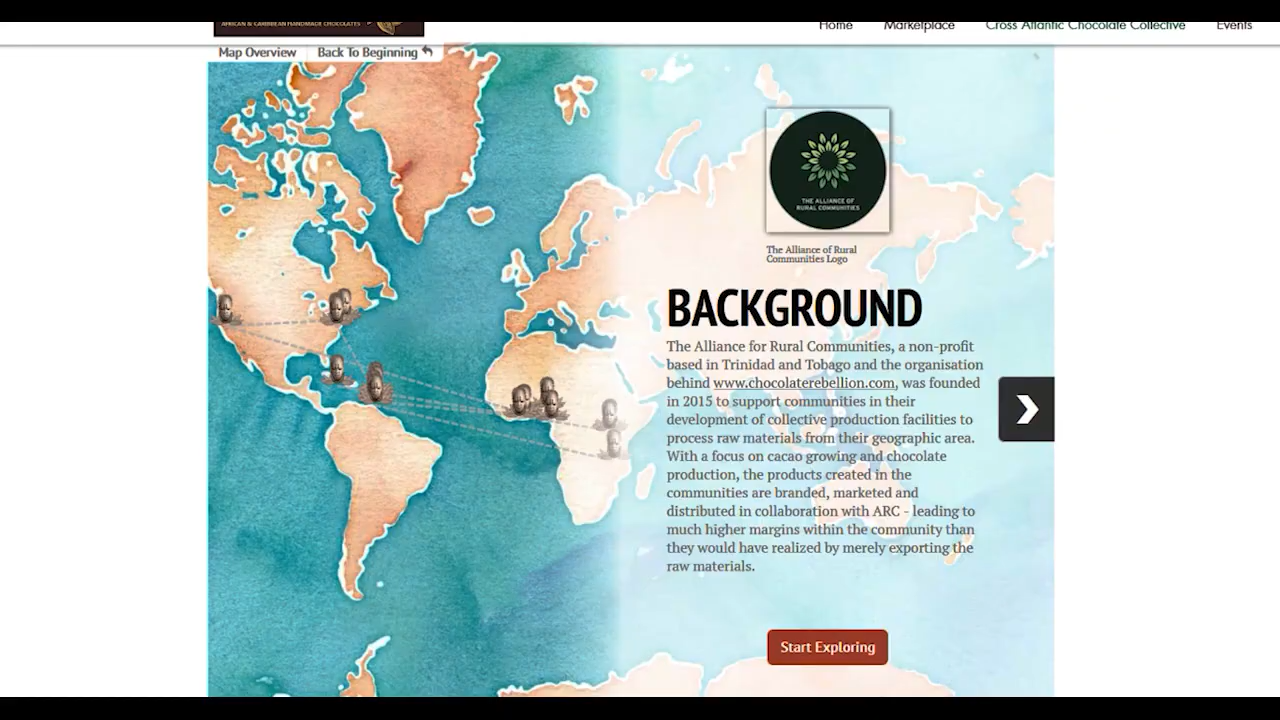 AFRICAN & CARIBBEAN HANDMADE CHOCOLATES
Home Marketplace Cross Atlantic Chocolate Collective Events
Map Overview Back To Beginning
THE ALLIANCE OF
RURAL COMMUNITIES
The Alliance of Rural
Communities Logo
BACKGROUND
The Alliance for Rural Communities, a non-profit
based in Trinidad and Tobago and the organisation
behind www.chocolaterebellion.com, was founded
in 2015 to support communities in their
development of collective production facilities to
process raw materials from their geographic area.
With a focus on cacao growing and chocolate
production, the products created in the
communities are branded, marketed and
distributed in collaboration with ARC - leading to
much higher margins within the community than
they would have realized by merely exporting the
raw materials.
Start Exploring